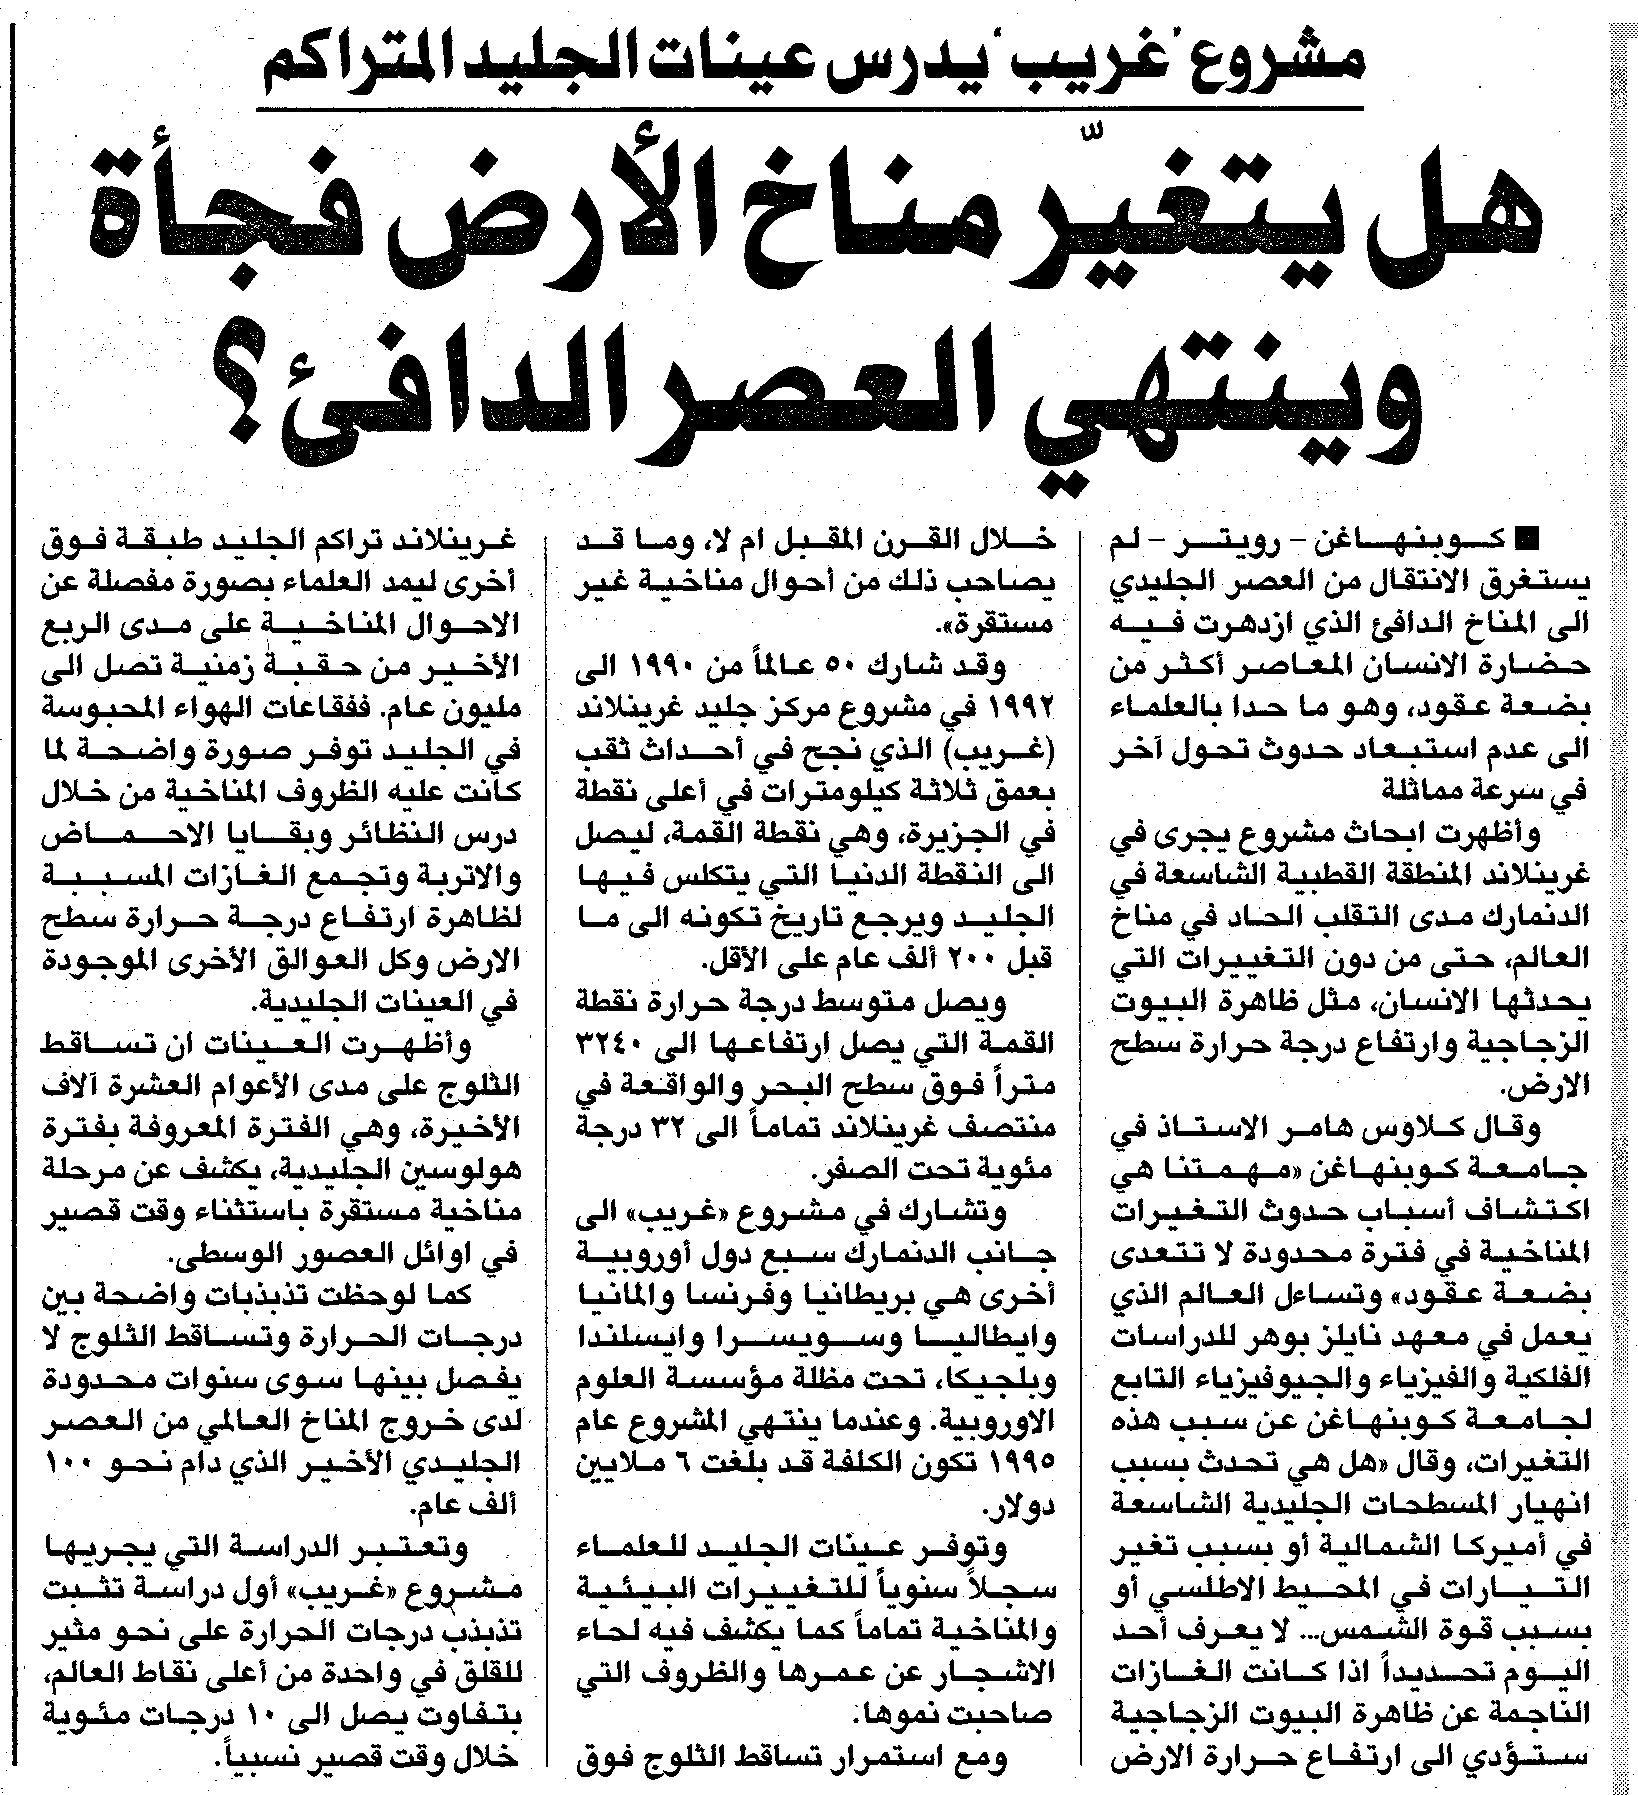 مشروع ’غريب‘ يدرس عينات الجليد المتراكم
هل يتغيّر مناخ الأرض فجأة
وينتهي العصر الدافئ؟
■ كوبنهاغن - رويتر - لم
يستغرق الانتقال من العصر الجليدي
الى المناخ الدافئ الذي ازدهرت فيه
حضارة الانسان المعاصر أكثر من
بضعة عقود، وهو ما حدا بالعلماء
الى عدم استبعاد حدوث تحول آخر
في سرعة مماثلة
وأظهرت ابحاث مشروع يجرى في
غرينلاند المنطقة القطبية الشاسعة في
الدنمارك مدى التقلب الحاد في مناخ
العالم، حتى من دون التغييرات التي
يحدثها الانسان، مثل ظاهرة البيوت
الزجاجية وارتفاع درجة حرارة سطح
الارض.
وقال كلاوس هامر الاستاذ في
جامعة كوبنهاغن «مهمتنا هي
اكتشاف أسباب حدوث التغيرات
المناخية في فترة محدودة لا تتعدى
بضعة عقود» وتساءل العالم الذي
يعمل في معهد نايلز بوهر للدراسات
الفلكية والفيزياء والجيوفيزياء التابع
لجامعة كوبنهاغن عن سبب هذه
التغيرات، وقال «هل هي تحدث بسبب
انهيار المسطحات الجليدية الشاسعة
في أميركا الشمالية أو بسبب تغير
التيارات في المحيط الاطلسي أو
بسبب قوة الشمس... لا يعرف أحد
اليوم تحديداً اذا كانت الغازات
الناجمة عن ظاهرة البيوت الزجاجية
ستؤدي الى ارتفاع حرارة الارض
خلال القرن المقبل ام لا، وما قد
يصاحب ذلك من أحوال مناخية غير
مستقرة».
وقد شارك ٥٠ عالماً من ١٩٩٠ الى
١٩٩٢ في مشروع مركز جليد غرينلاند
(غريب) الذي نجح في أحداث ثقب
بعمق ثلاثة كيلومترات في أعلى نقطة
في الجزيرة، وهي نقطة القمة، ليصل
الى النقطة الدنيا التي يتكلس فيها
الجليد ويرجع تاريخ تكونه الى ما
قبل ٢٠٠ ألف عام على الأقل.
ويصل متوسط درجة حرارة نقطة
القمة التي يصل ارتفاعها الى ٣٢٤٠
متراً فوق سطح البحر والواقعة في
منتصف غرينلاند تماماً الى ٣٢ درجة
مئوية تحت الصفر.
وتشارك في مشروع «غريب» الى
جانب الدنمارك سبع دول أوروبية
أخرى هي بريطانيا وفرنسا والمانيا
وايطاليا وسويسرا وايسلندا
وبلجيكا، تحت مظلة مؤسسة العلوم
الاوروبية. وعندما ينتهي المشروع عام
١٩٩٥ تكون الكلفة قد بلغت ٦ ملايين
دولار.
وتوفر عينات الجليد للعلماء
سجلاً سنوياً للتغييرات البيئية
والمناخية تماماً كما يكشف فيه لحاء
الاشجار عن عمرها والظروف التي
صاحبت نموها.
ومع استمرار تساقط الثلوج فوق
غرينلاند تراكم الجليد طبقة فوق
أخرى ليمد العلماء بصورة مفصلة عن
الاحوال المناخية على مدى الربع
الأخير من حقبة زمنية تصل الى
مليون عام. ففقاعات الهواء المحبوسة
في الجليد توفر صورة واضحة لما
كانت عليه الظروف المناخية من خلال
درس النظائر وبقايا الاحماض
والاتربة وتجمع الغازات المسببة
لظاهرة ارتفاع درجة حرارة سطح
الارض وكل العوالق الأخرى الموجودة
في العينات الجليدية.
وأظهرت العينات ان تساقط
الثلوج على مدى الأعوام العشرة آلاف
الأخيرة، وهي الفترة المعروفة بفترة
هولوسين الجليدية، يكشف عن مرحلة
مناخية مستقرة باستثناء وقت قصير
في اوائل العصور الوسطى.
كما لوحظت تذبذبات واضحة بين
درجات الحرارة وتساقط الثلوج لا
يفصل بينها سوى سنوات محدودة
لدى خروج المناخ العالمي من العصر
الجليدي الأخير الذي دام نحو ١٠٠
ألف عام.
وتعتبر الدراسة التي يجريها
مشروع «غريب» أول دراسة تثبت
تذبذب درجات الحرارة على نحو مثير
للقلق في واحدة من أعلى نقاط العالم،
بتفاوت يصل الى ١٠ درجات مئوية
خلال وقت قصير نسبياً.